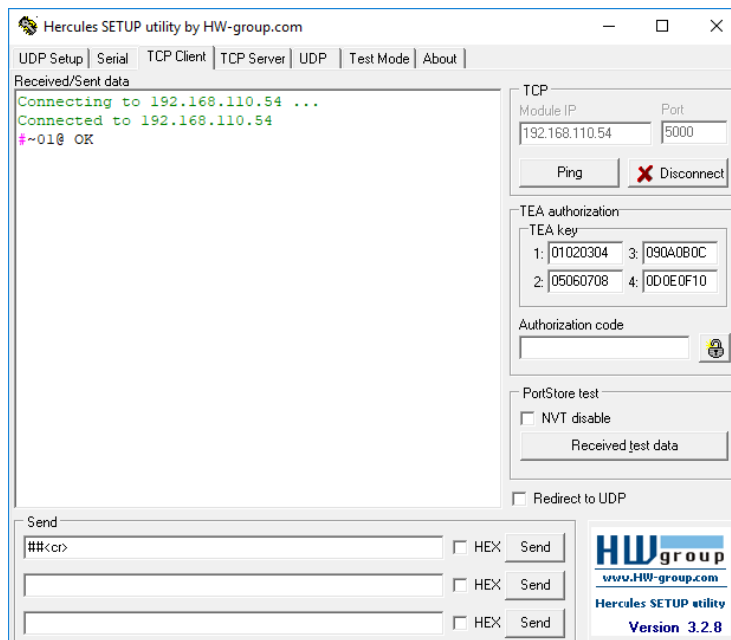 Hercules SETUP utility by HW-group.com
UDP Setup Serial TCP Client TCP Server UDP Test Mode About
Received/Sent data
Connecting to 192.168.110.54 ...
Connected to 192.168.110.54
#~01@ OK
TCP
Module IP Port
192.168.110.54 5000
Ping Disconnect
TEA authorization
TEA key
1: 01020304 3: 090A0B0C
2: 05060708 4: 0D0E0F10
Authorization code
PortStore test
NVT disable
Received test data
Redirect to UDP
Send
##<cr> HEX Send
HEX Send
HEX Send
HW group
www.HW-group.com
Hercules SETUP utility
Version 3.2.8